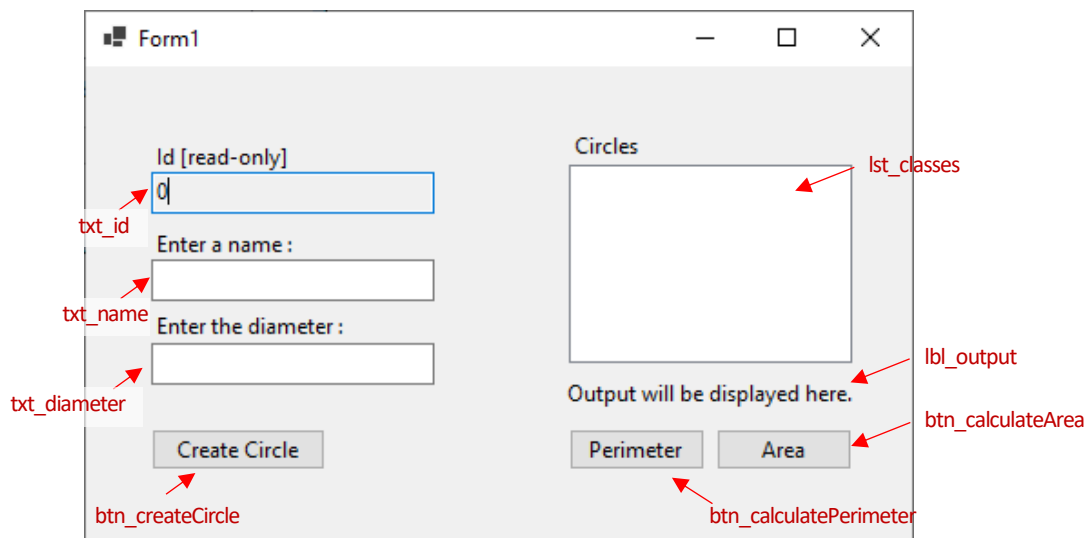 Form1
Id [read-only]
0
txt_id
Enter a name :
txt_name
Enter the diameter :
txt_diameter
Create Circle
btn_createCircle
Circles
lst_classes
lbl_output
Output will be displayed here.
btn_calculateArea
Perimeter
Area
btn_calculatePerimeter